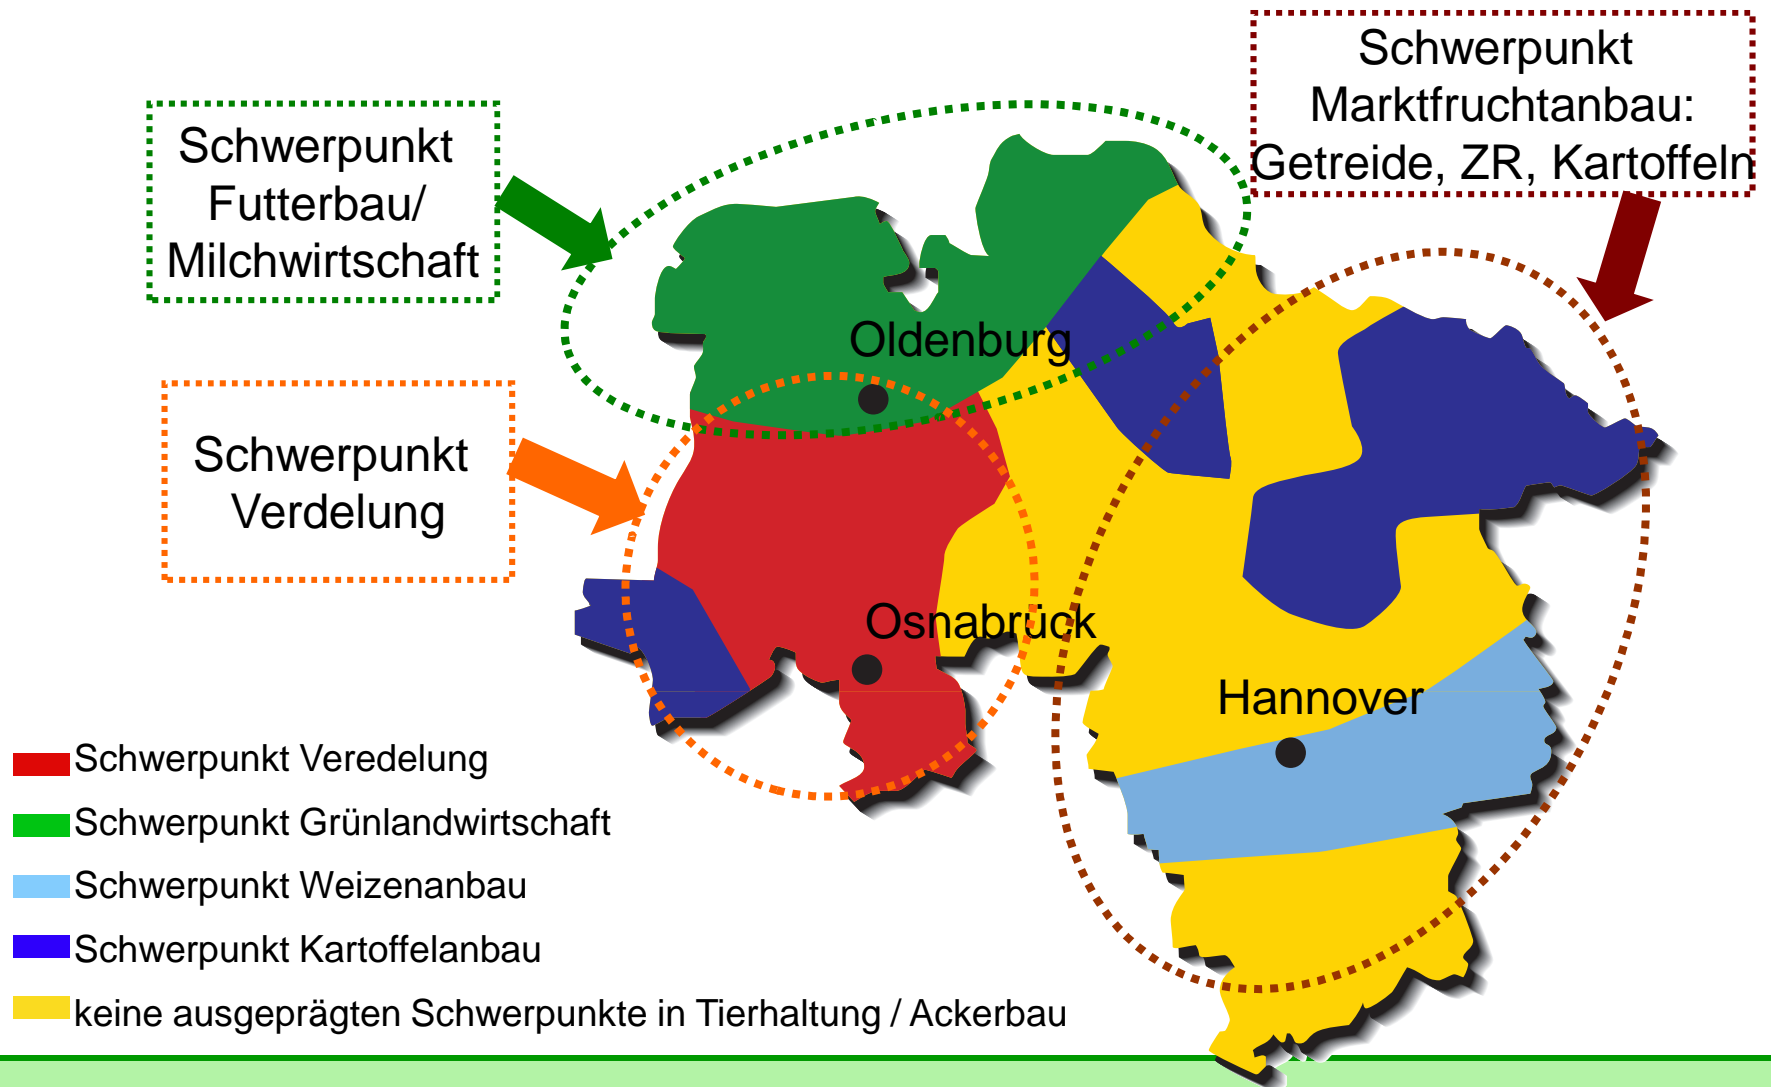 Schwerpunkt
Futterbau/
Milchwirtschaft
Schwerpunkt
Marktfruchtanbau:
Getreide, ZR, Kartoffeln
Schwerpunkt
Verdelung
Oldenburg
Osnabrück
Hannover
Schwerpunkt Veredelung
Schwerpunkt Grünlandwirtschaft
Schwerpunkt Weizenanbau
Schwerpunkt Kartoffelanbau
keine ausgeprägten Schwerpunkte in Tierhaltung / Ackerbau